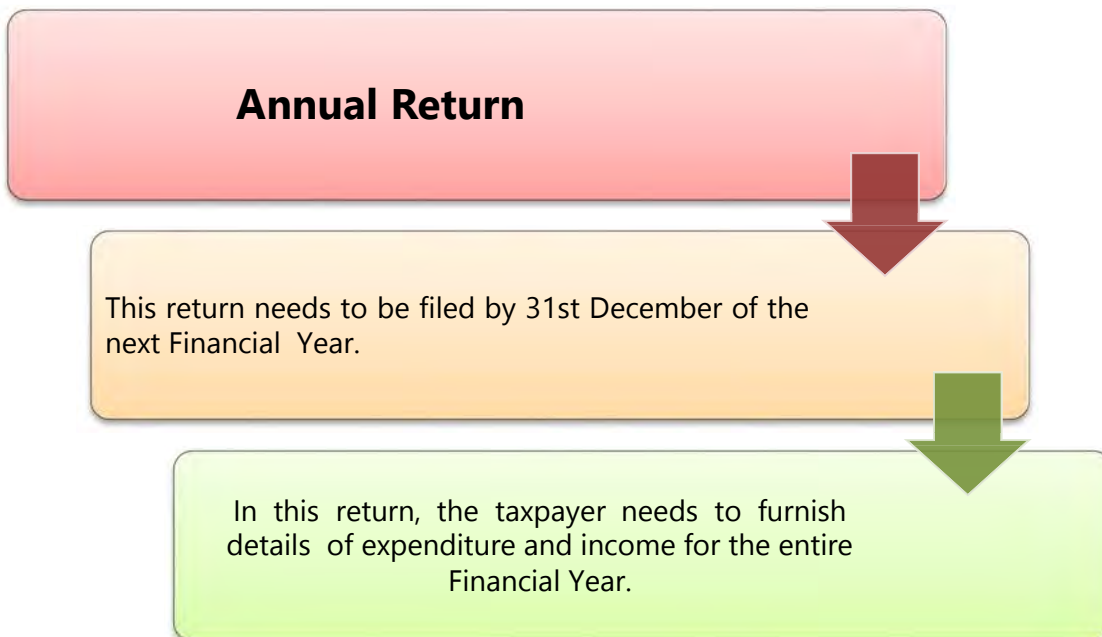 Annual Return
This return needs to be filed by 31st December of the
next Financial Year.
In this return, the taxpayer needs to furnish
details of expenditure and income for the entire
Financial Year.